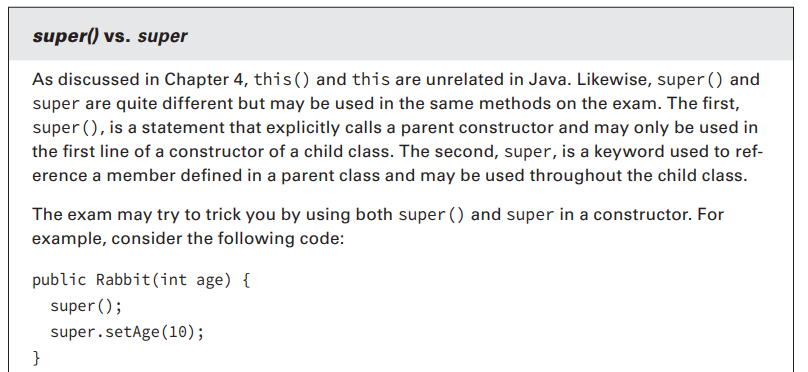 super() vs. super
As discussed in Chapter 4, this() and this are unrelated in Java. Likewise, super() and
super are quite different but may be used in the same methods on the exam. The first,
super(), is a statement that explicitly calls a parent constructor and may only be used in
the first line of a constructor of a child class. The second, super, is a keyword used to ref-
erence a member defined in a parent class and may be used throughout the child class.
The exam may try to trick you by using both super() and super in a constructor. For
example, consider the following code:
public Rabbit(int age) {
  super();
  super.setAge(10);
}